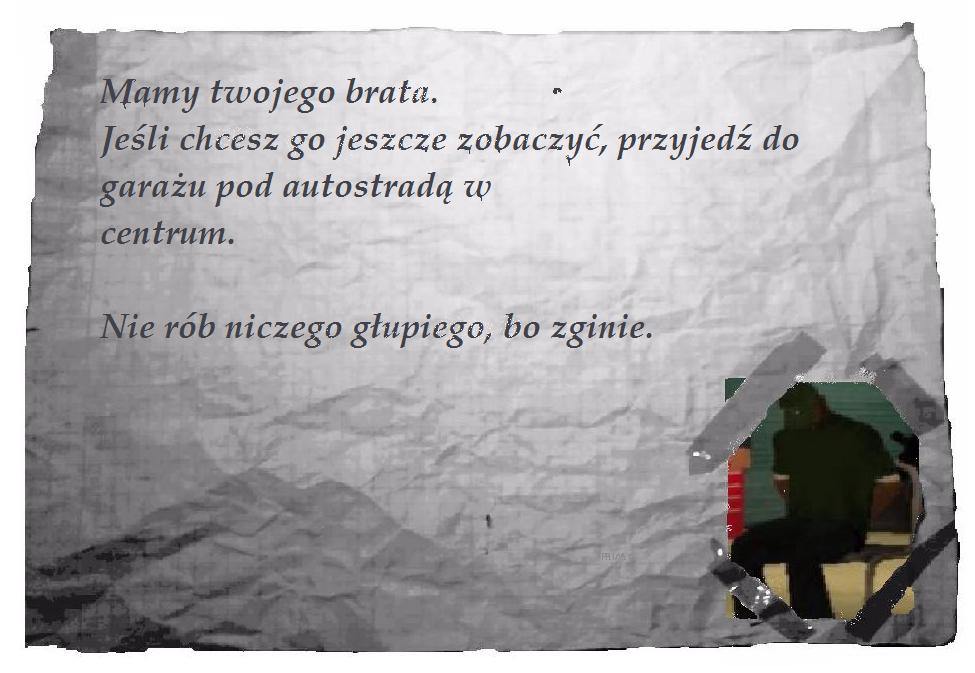 Mamy twojego brata.
Jeśli chcesz go jeszcze zobaczyć, przyjedź do
garażu pod autostradą w
centrum.
Nie rób niczego głupiego, bo zginie.